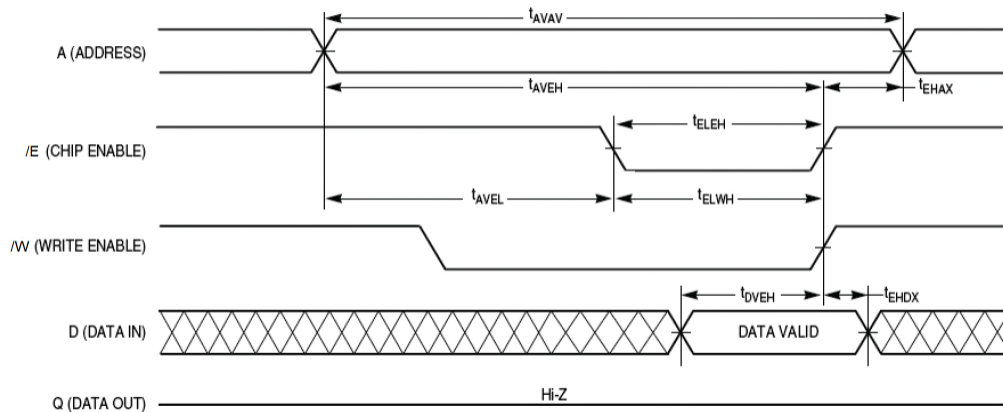 tAVAV
A (ADDRESS)
tAVEH
tEHAX
tELEH
/E (CHIP ENABLE)
tAVEL
tELWH
/W (WRITE ENABLE)
tDVEH
tEHDX
D (DATA IN)
DATA VALID
Hi-Z
Q (DATA OUT)